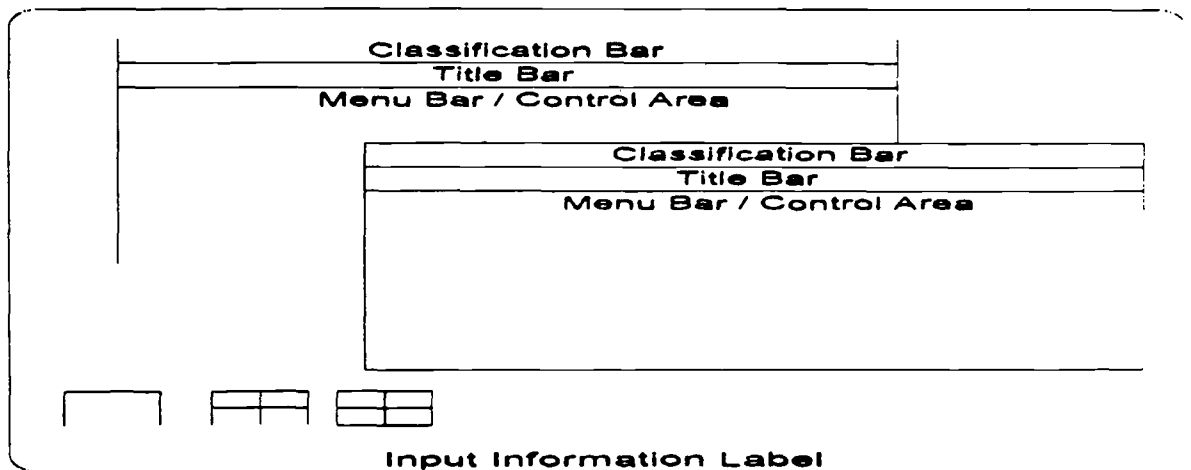 Classification Bar
Title Bar
Menu Bar / Control Area
Classification Bar
Title Bar
Menu Bar / Control Area
Input Information Label